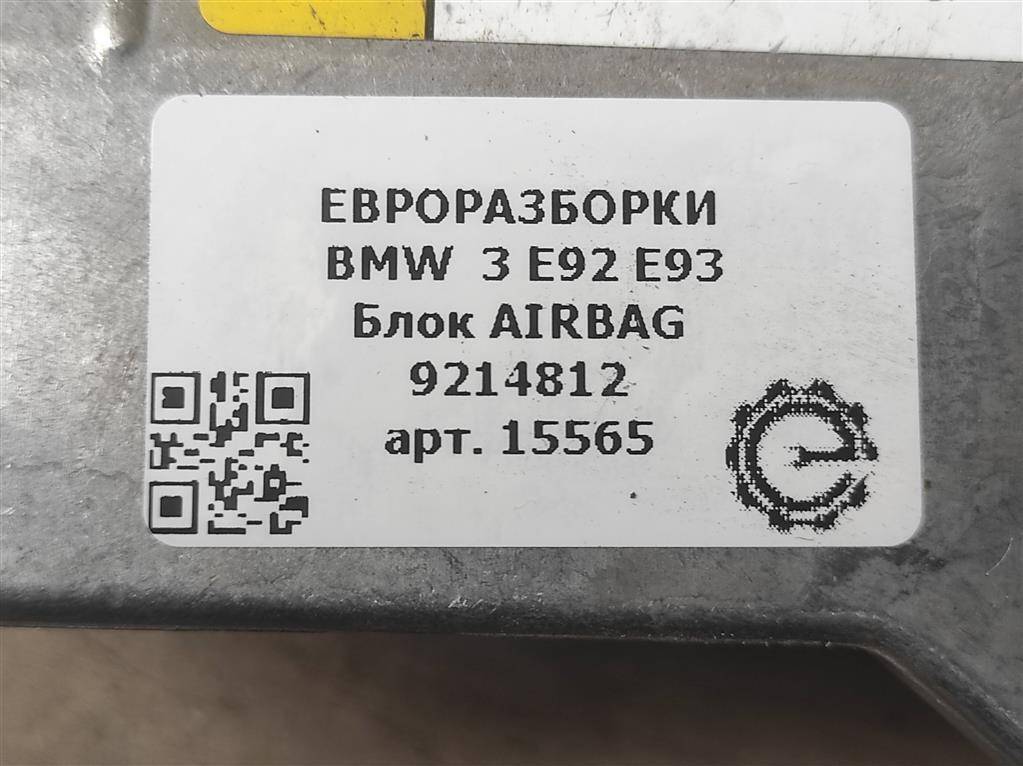 ЕВРОРАЗБОРКИ
BMW 3 E92 E93
Блок AIRBAG
9214812
арт. 15565